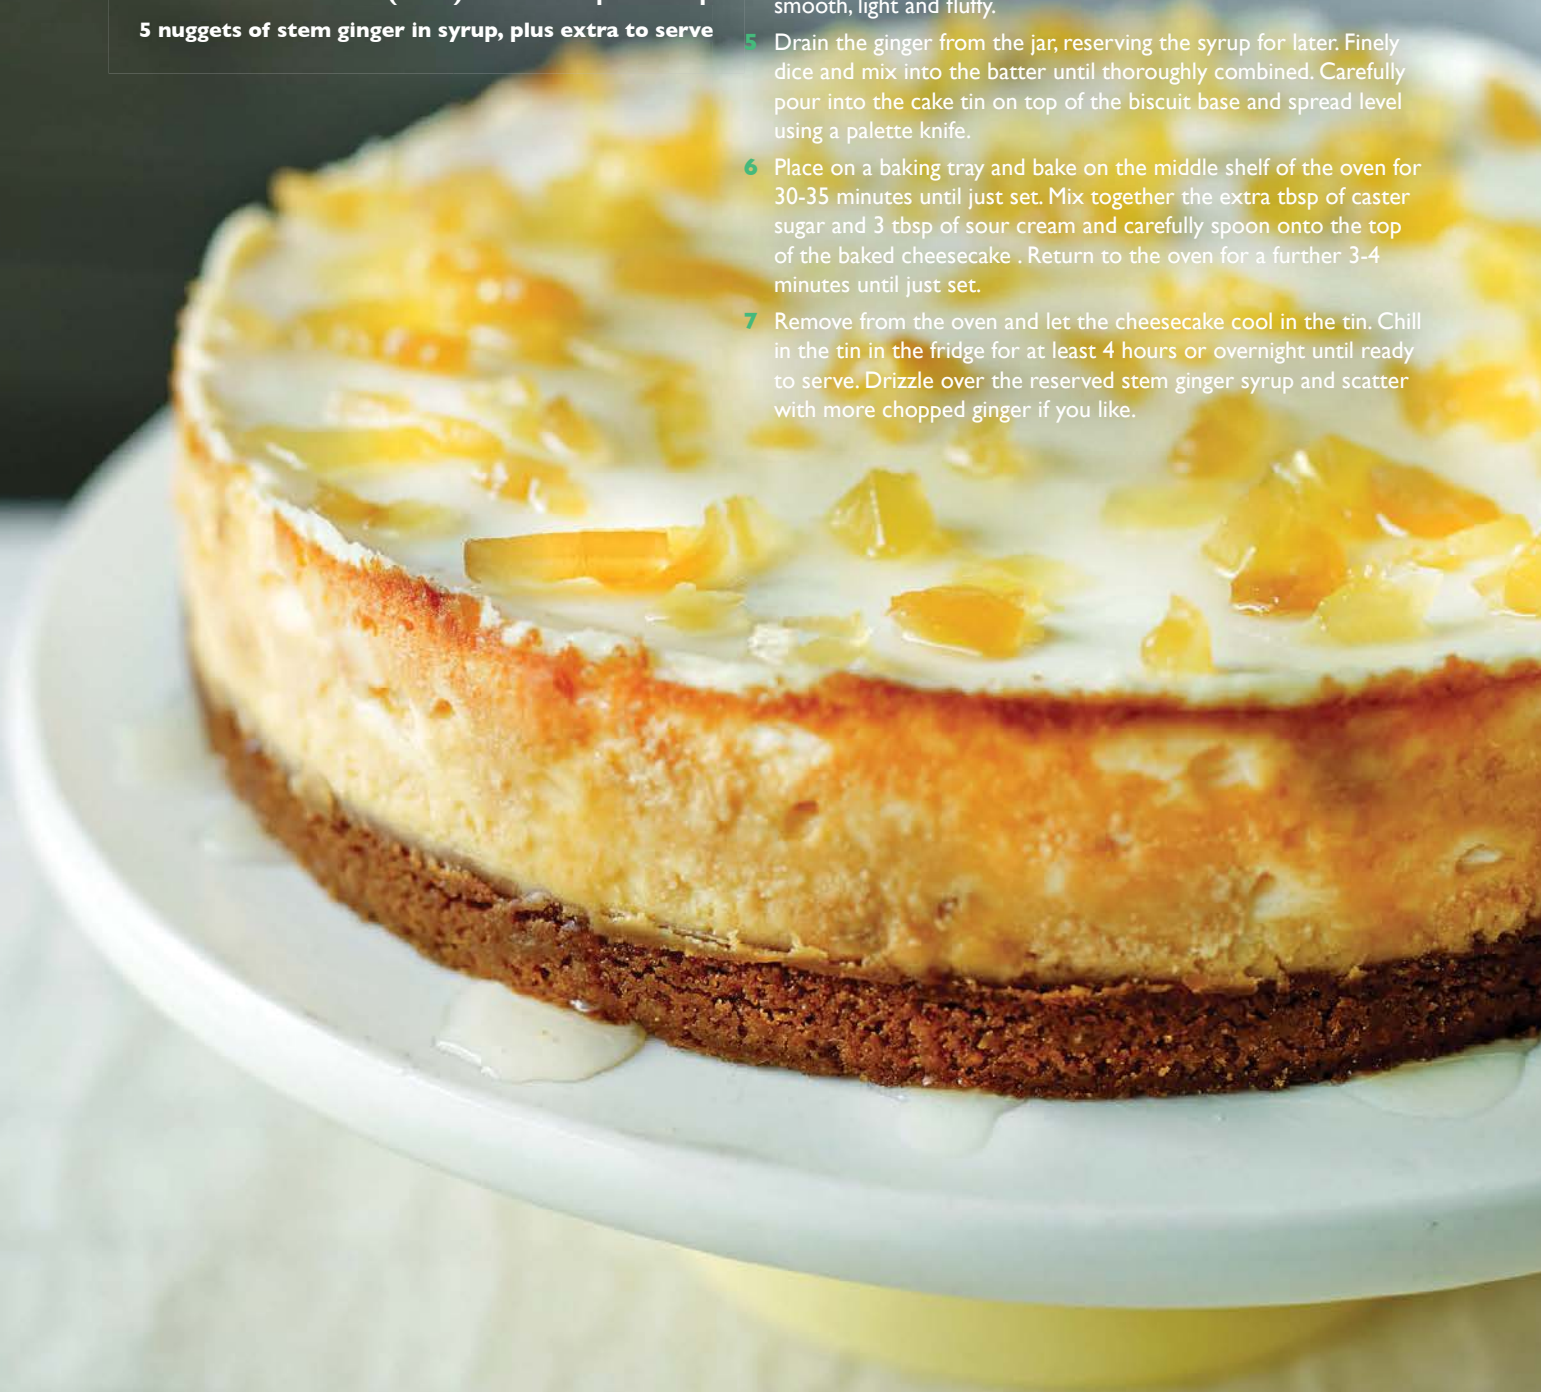 5 nuggets of stem ginger in syrup, plus extra to serve
smooth, light and fluffy.
5 Drain the ginger from the jar, reserving the syrup for later. Finely
dice and mix into the batter until thoroughly combined. Carefully
pour into the cake tin on top of the biscuit base and spread level
using a palette knife.
6 Place on a baking tray and bake on the middle shelf of the oven for
30-35 minutes until just set. Mix together the extra tbsp of caster
sugar and 3 tbsp of sour cream and carefully spoon onto the top
of the baked cheesecake . Return to the oven for a further 3-4
minutes until just set.
7 Remove from the oven and let the cheesecake cool in the tin. Chill
in the tin in the fridge for at least 4 hours or overnight until ready
to serve. Drizzle over the reserved stem ginger syrup and scatter
with more chopped ginger if you like.